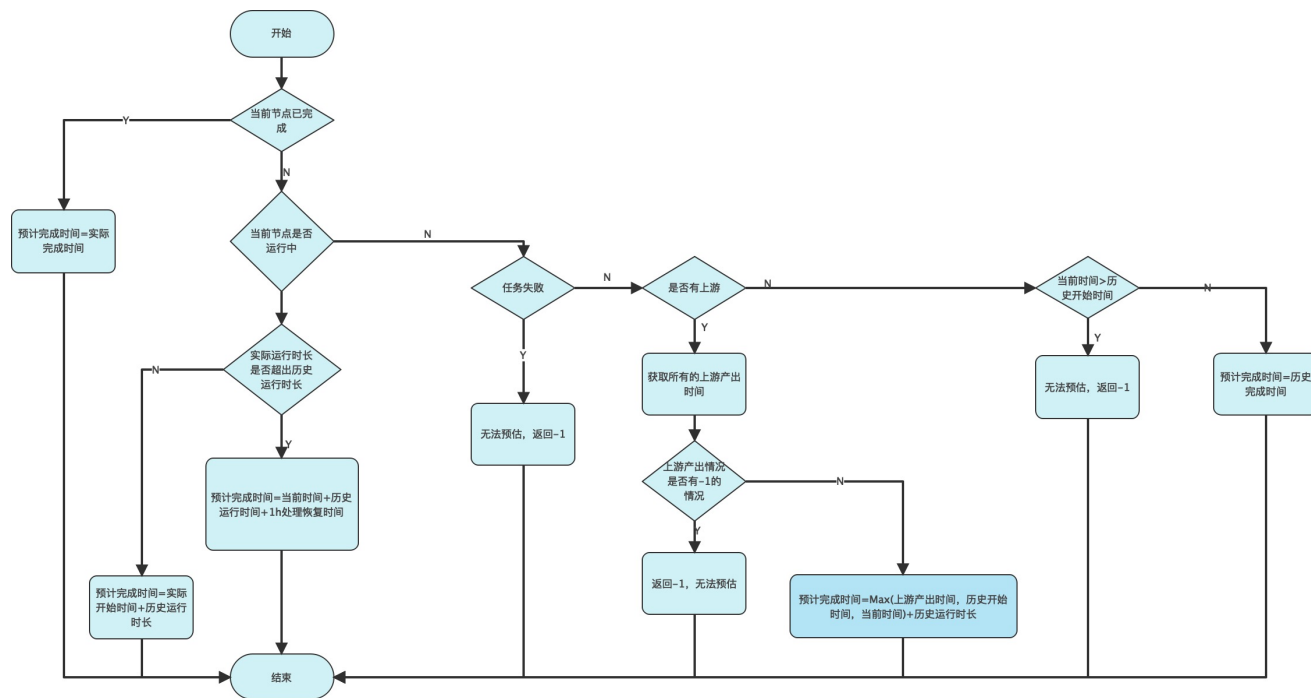 开始
当前节点已完
成
Y
N
预计完成时间=实际
完成时间
当前节点是否
运行中
N
任务失败
N
是否有上游
N
当前时间>历
史开始时间
N
Y
Y
Y
实际运行时长
是否超出历史
运行时长
N
Y
获取所有的上游产出
时间
无法预估，返回-1
预计完成时间=历史
完成时间
无法预估，返回-1
上游产出情况
是否有-1的
情况
N
Y
预计完成时间=当前时间+历史
运行时间+1h处理恢复时间
返回-1，无法预估
预计完成时间=实际
开始时间+历史运行
时长
预计完成时间=Max(上游产出时间，历史开始
时间，当前时间)+历史运行时长
结束